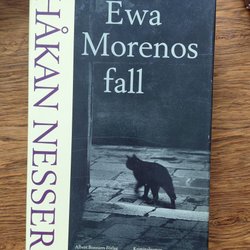 HÅKAN NESSER
Ewa
Morenos
fall
Albert Bonniers Förlag